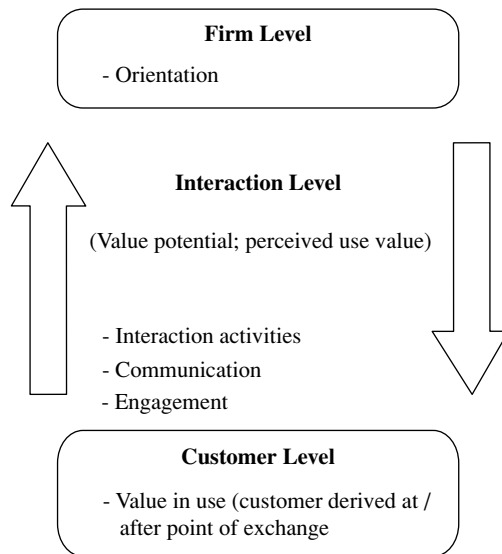 Firm Level
- Orientation
Interaction Level
(Value potential; perceived use value)
- Interaction activities
- Communication
- Engagement
Customer Level
- Value in use (customer derived at /
after point of exchange